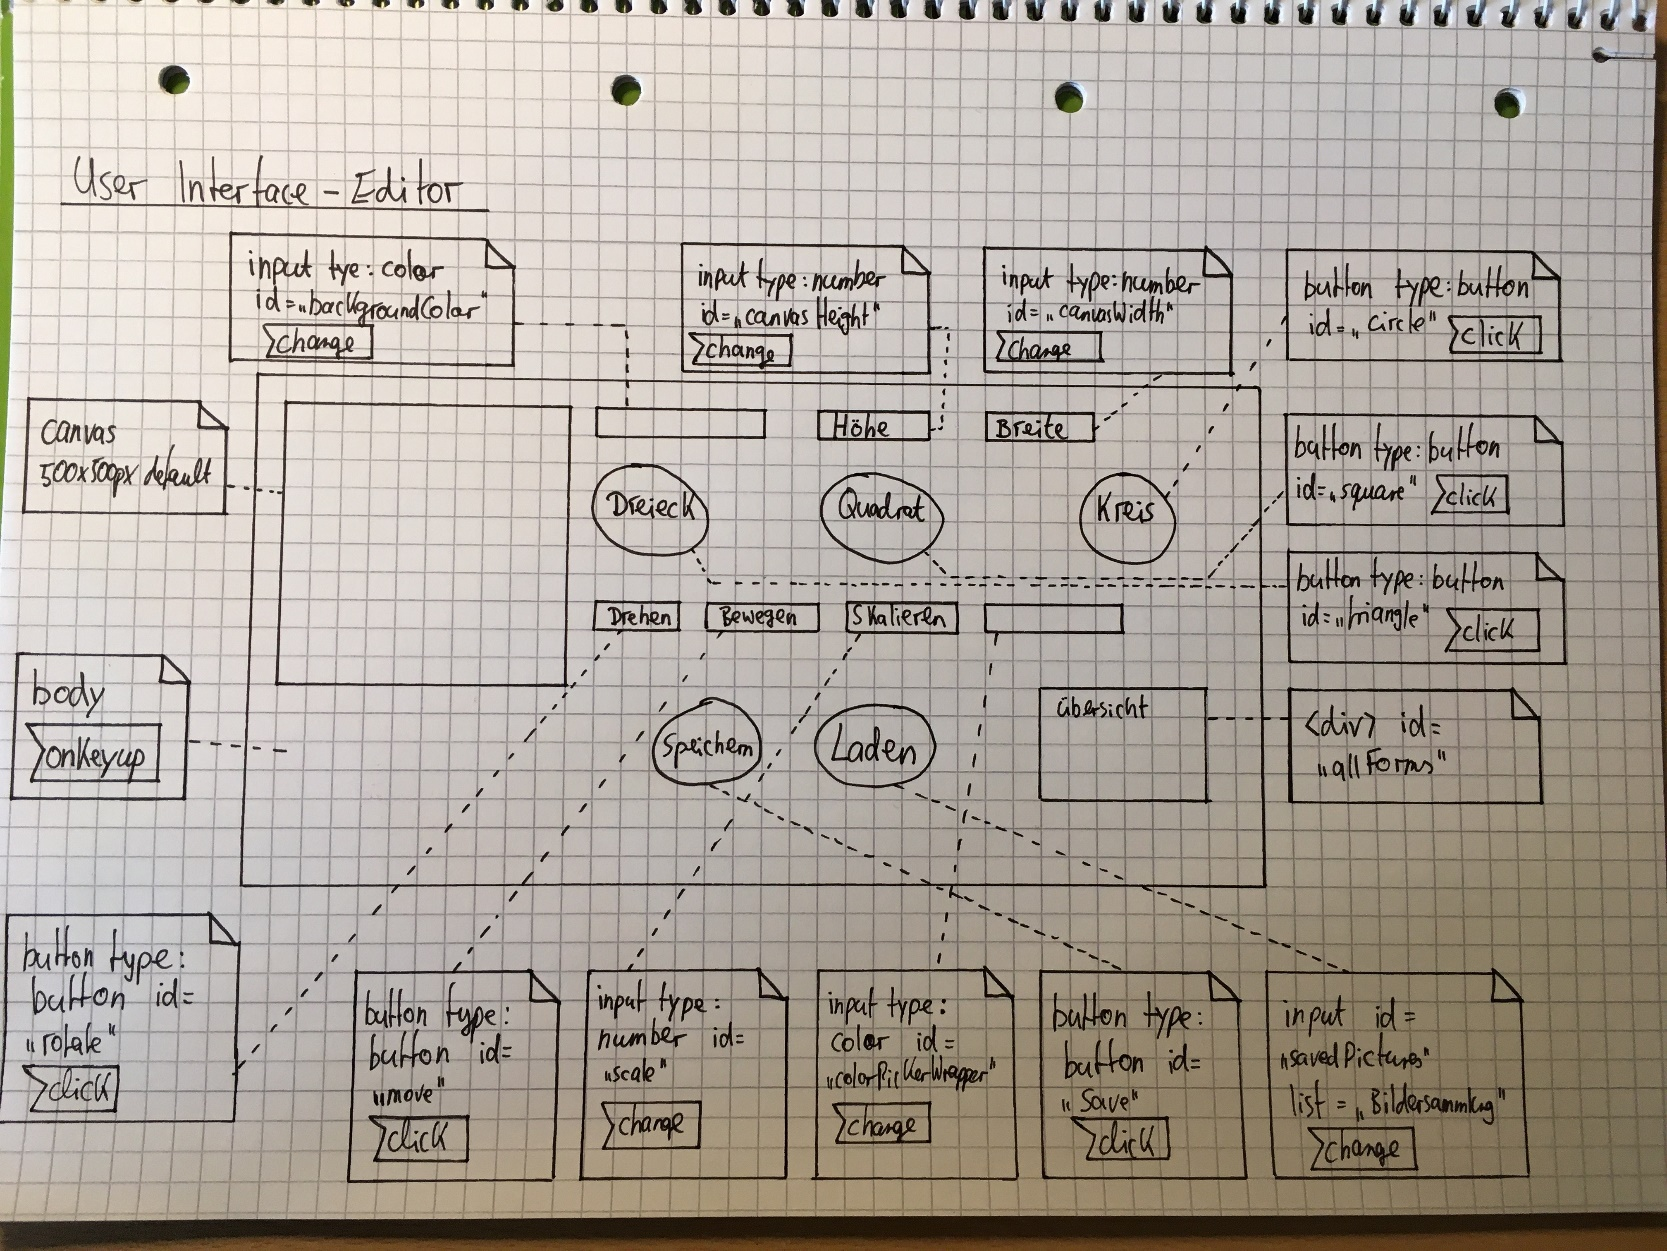 User Interface – Editor
input tye: color
id=„backgroundColor"
change
input type: number
id=„canvasHeight"
change
input type: number
id=„canvasWidth"
change
button type: button
id=„Circle"
click
canvas
500x500px default
Höhe
Breite
button type: button
id=„square"
click
Dreieck
Quadrat
Kreis
button type: button
id=„triangle"
click
Drehen
Bewegen
Skalieren
body
onKeyup
Speichern
Laden
übersicht
<div> id=
„allForms"
button type:
button id=
„rotate"
click
button type:
button id=
„move"
click
input type:
number id=
„scale"
change
input type:
color id=
„colorPickerWrapper"
change
button type:
button id=
„Save"
click
input id=
„savedPictures"
list = „Bildersammlung"
change